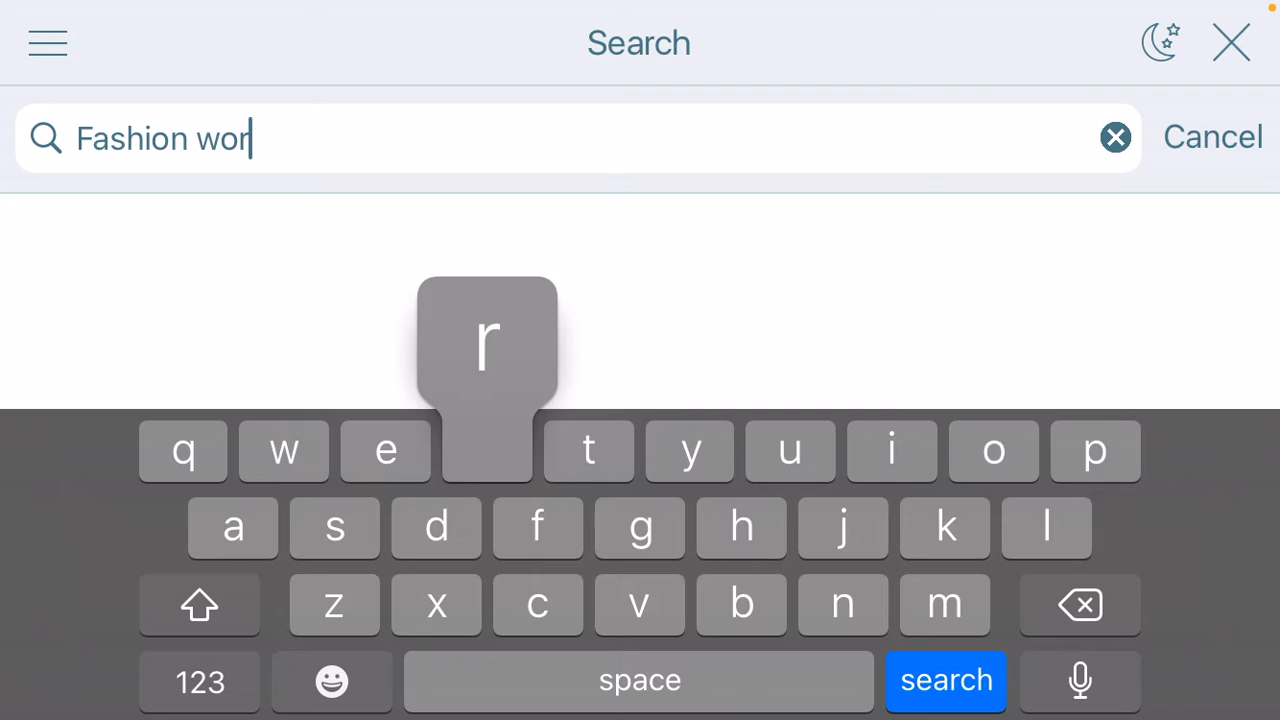 Search
Fashion wor
Cancel
r
q w e t y u i o p
a s d f g h j k l
z x c v b n m
123 space search